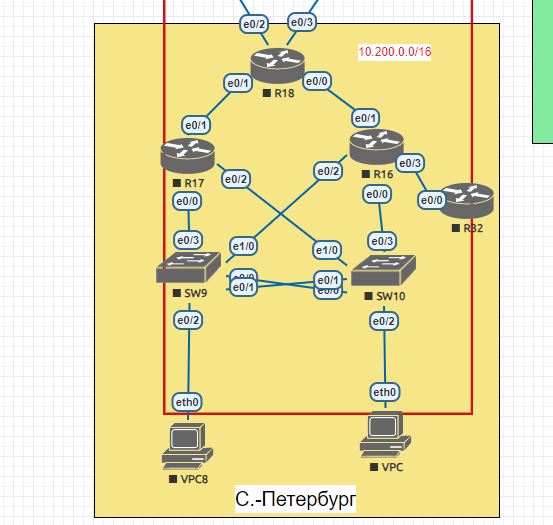 e0/2
e0/3
10.200.0.0/16
R18
e0/1
e0/0
e0/1
e0/1
R17
R16
e0/2
e0/2
e0/3
e0/0
e0/0
e0/0
R32
e0/3
e1/0
e1/0
e0/3
SW9
SW10
e0/0
e0/1
e0/1
e0/0
e0/2
e0/2
eth0
eth0
VPC8
VPC
С.-Петербург